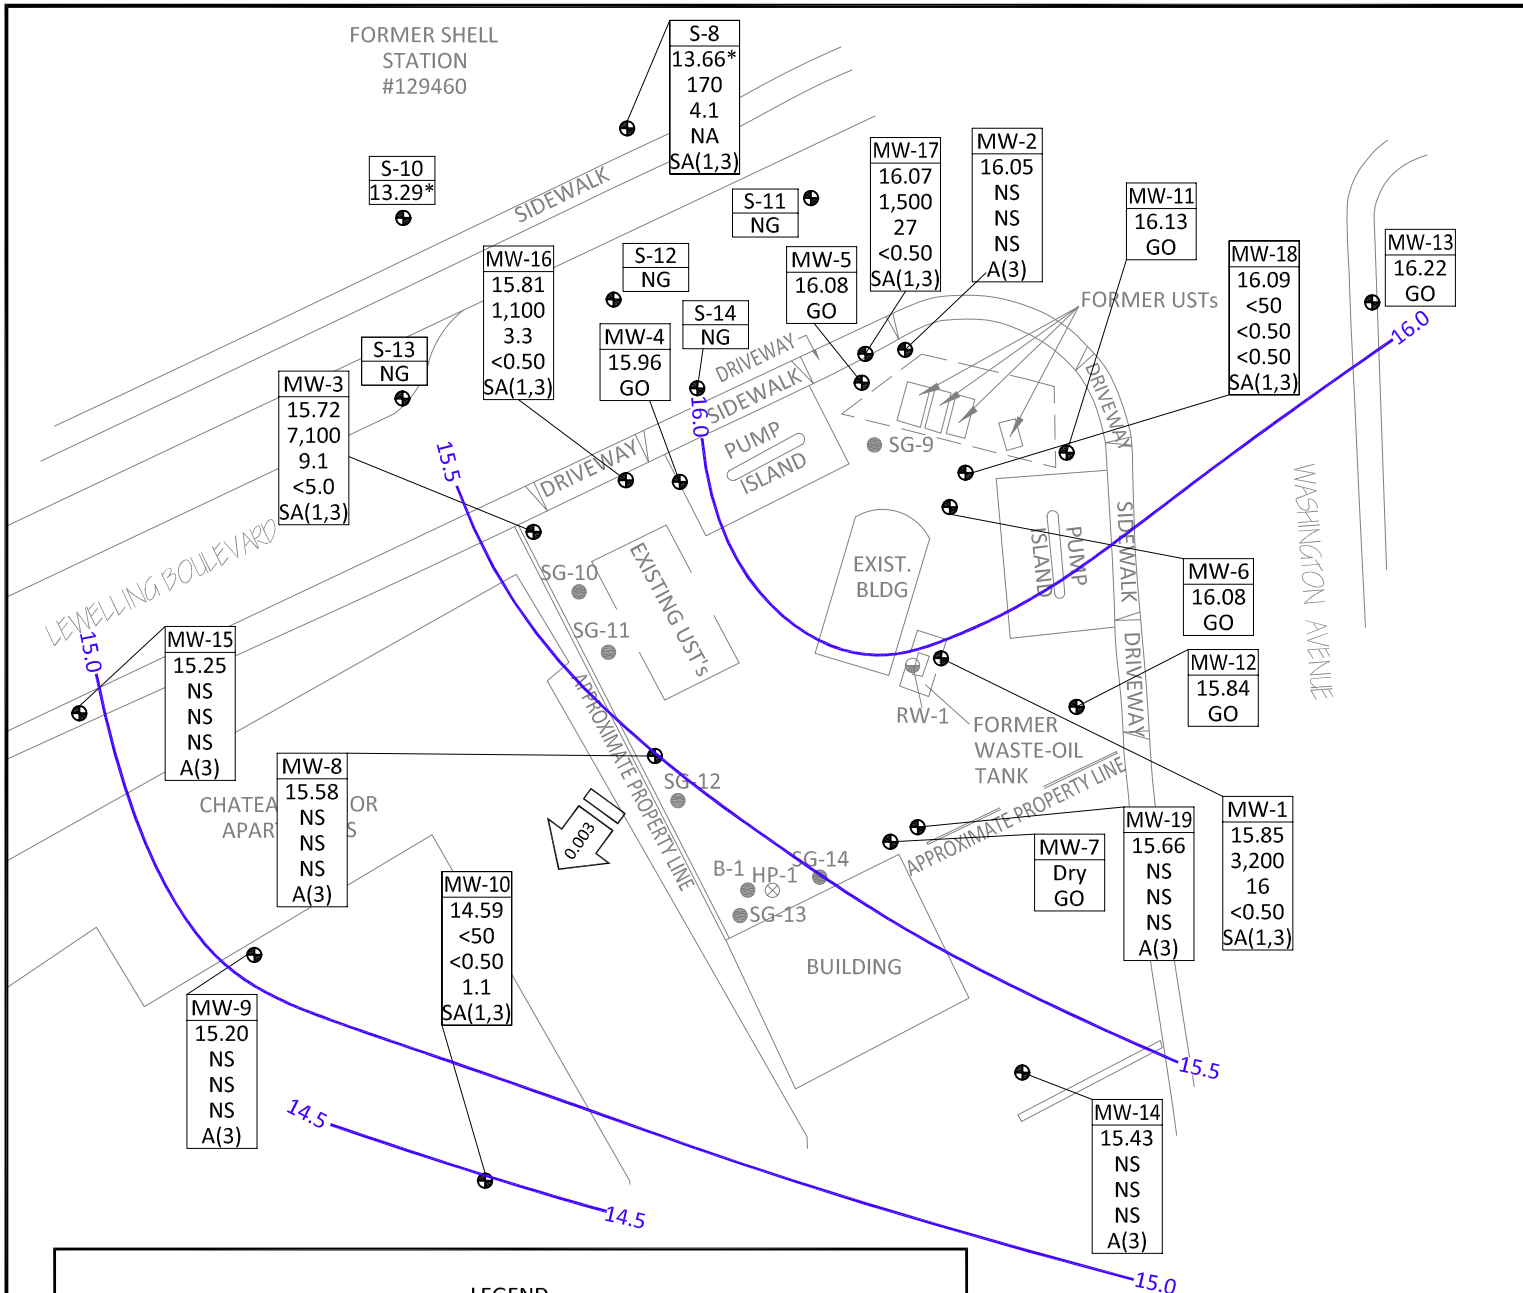 FORMER SHELL
STATION
#129460
S-8
13.66*
170
4.1
NA
SA(1,3)
S-10
13.29*
SIDEWALK
S-11
NG
MW-17
16.07
1,500
27
<0.50
SA(1,3)
MW-2
16.05
NS
NS
NS
A(3)
MW-11
16.13
GO
MW-13
16.22
GO
MW-16
15.81
1,100
3.3
<0.50
SA(1,3)
S-12
NG
MW-5
16.08
GO
MW-18
16.09
<50
<0.50
<0.50
SA(1,3)
FORMER USTs
S-14
NG
MW-4
15.96
GO
S-13
NG
MW-3
15.72
7,100
9.1
<5.0
SA(1,3)
DRIVEWAY
SIDEWALK
DRIVEWAY
16.0
16.0
15.5
PUMP
ISLAND
SG-9
DRIVEWAY
SIDEWALK
PUMP
ISLAND
WASHINGTON AVENUE
LEWELLING BOULEVARD
EXISTING UST's
EXIST.
BLDG
SG-10
SG-11
MW-6
16.08
GO
MW-15
15.25
NS
NS
NS
A(3)
15.0
DRIVEWAY
MW-12
15.84
GO
RW-1
FORMER
WASTE-OIL
TANK
APPROXIMATE PROPERTY LINE
MW-8
15.58
NS
NS
NS
A(3)
CHATEA OR
APAR S
SG-12
0.003
APPROXIMATE PROPERTY LINE
MW-1
15.85
3,200
16
<0.50
SA(1,3)
MW-19
15.66
NS
NS
NS
A(3)
MW-7
Dry
GO
SG-14
B-1
HP-1
SG-13
MW-10
14.59
<50
<0.50
1.1
SA(1,3)
BUILDING
MW-9
15.20
NS
NS
NS
A(3)
15.5
14.5
14.5
MW-14
15.43
NS
NS
NS
A(3)
15.0
LEGEND